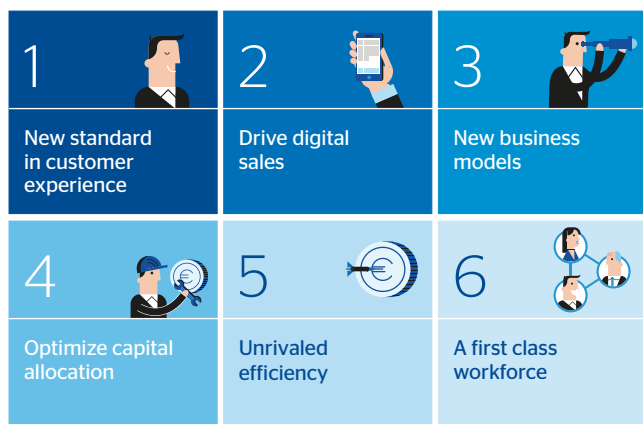 1
New standard
in customer
experience
2
Drive digital
sales
3
New business
models
4
Optimize capital
allocation
5
Unrivaled
efficiency
6
A first class
workforce